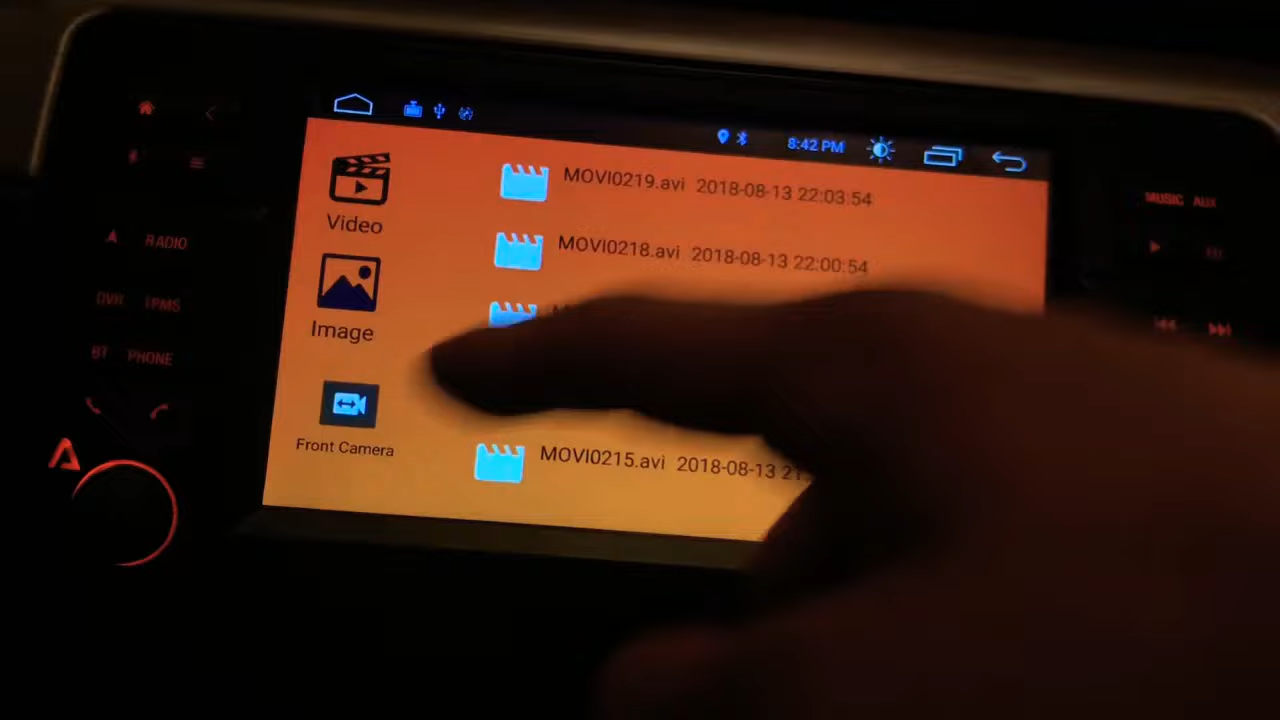 8:42 PM
MUSIC AUX
Video
MOVI0219.avi 2018-08-13 22:03:54
RADIO
MOVI0218.avi 2018-08-13 22:00:54
Image
DVR TPMS
BT PHONE
Front Camera
MOVI0215.avi 2018-08-13